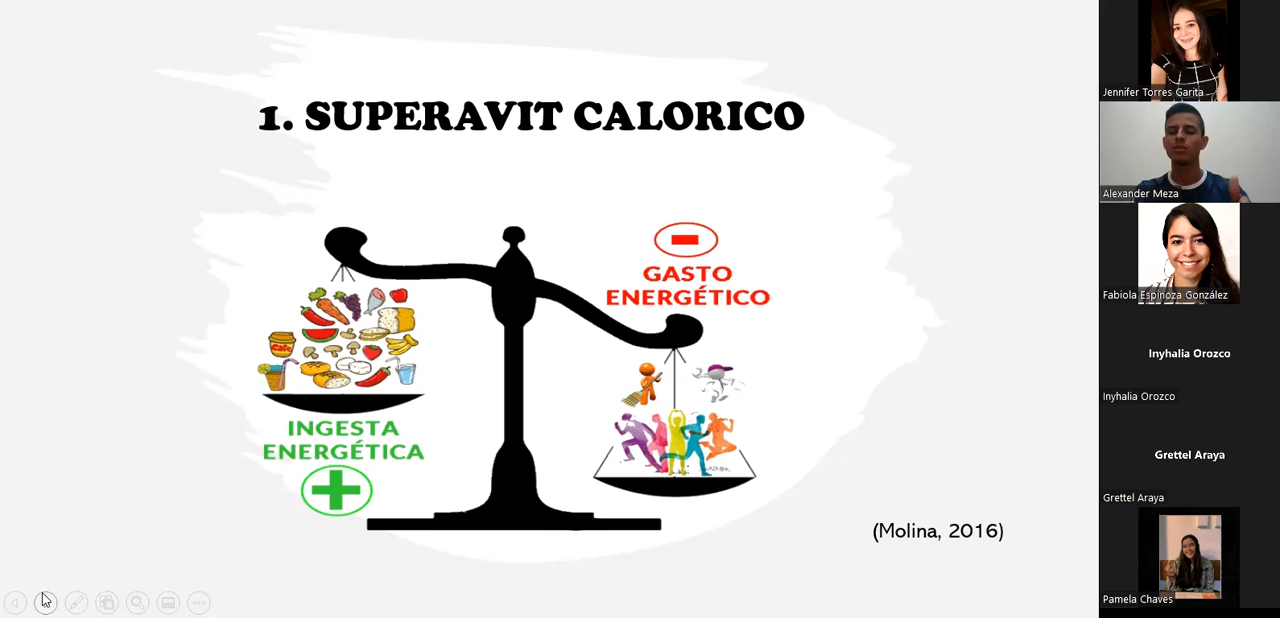 1. SUPERAVIT CALORICO
GASTO
ENERGÉTICO
INGESTA
ENERGÉTICA
(Molina, 2016)
Jennifer Torres Garita
Alexander Meza
Fabiola Espinoza González
Inyhalia Orozco
Inyhalia Orozco
Grettel Araya
Grettel Araya
Pamela Chaves